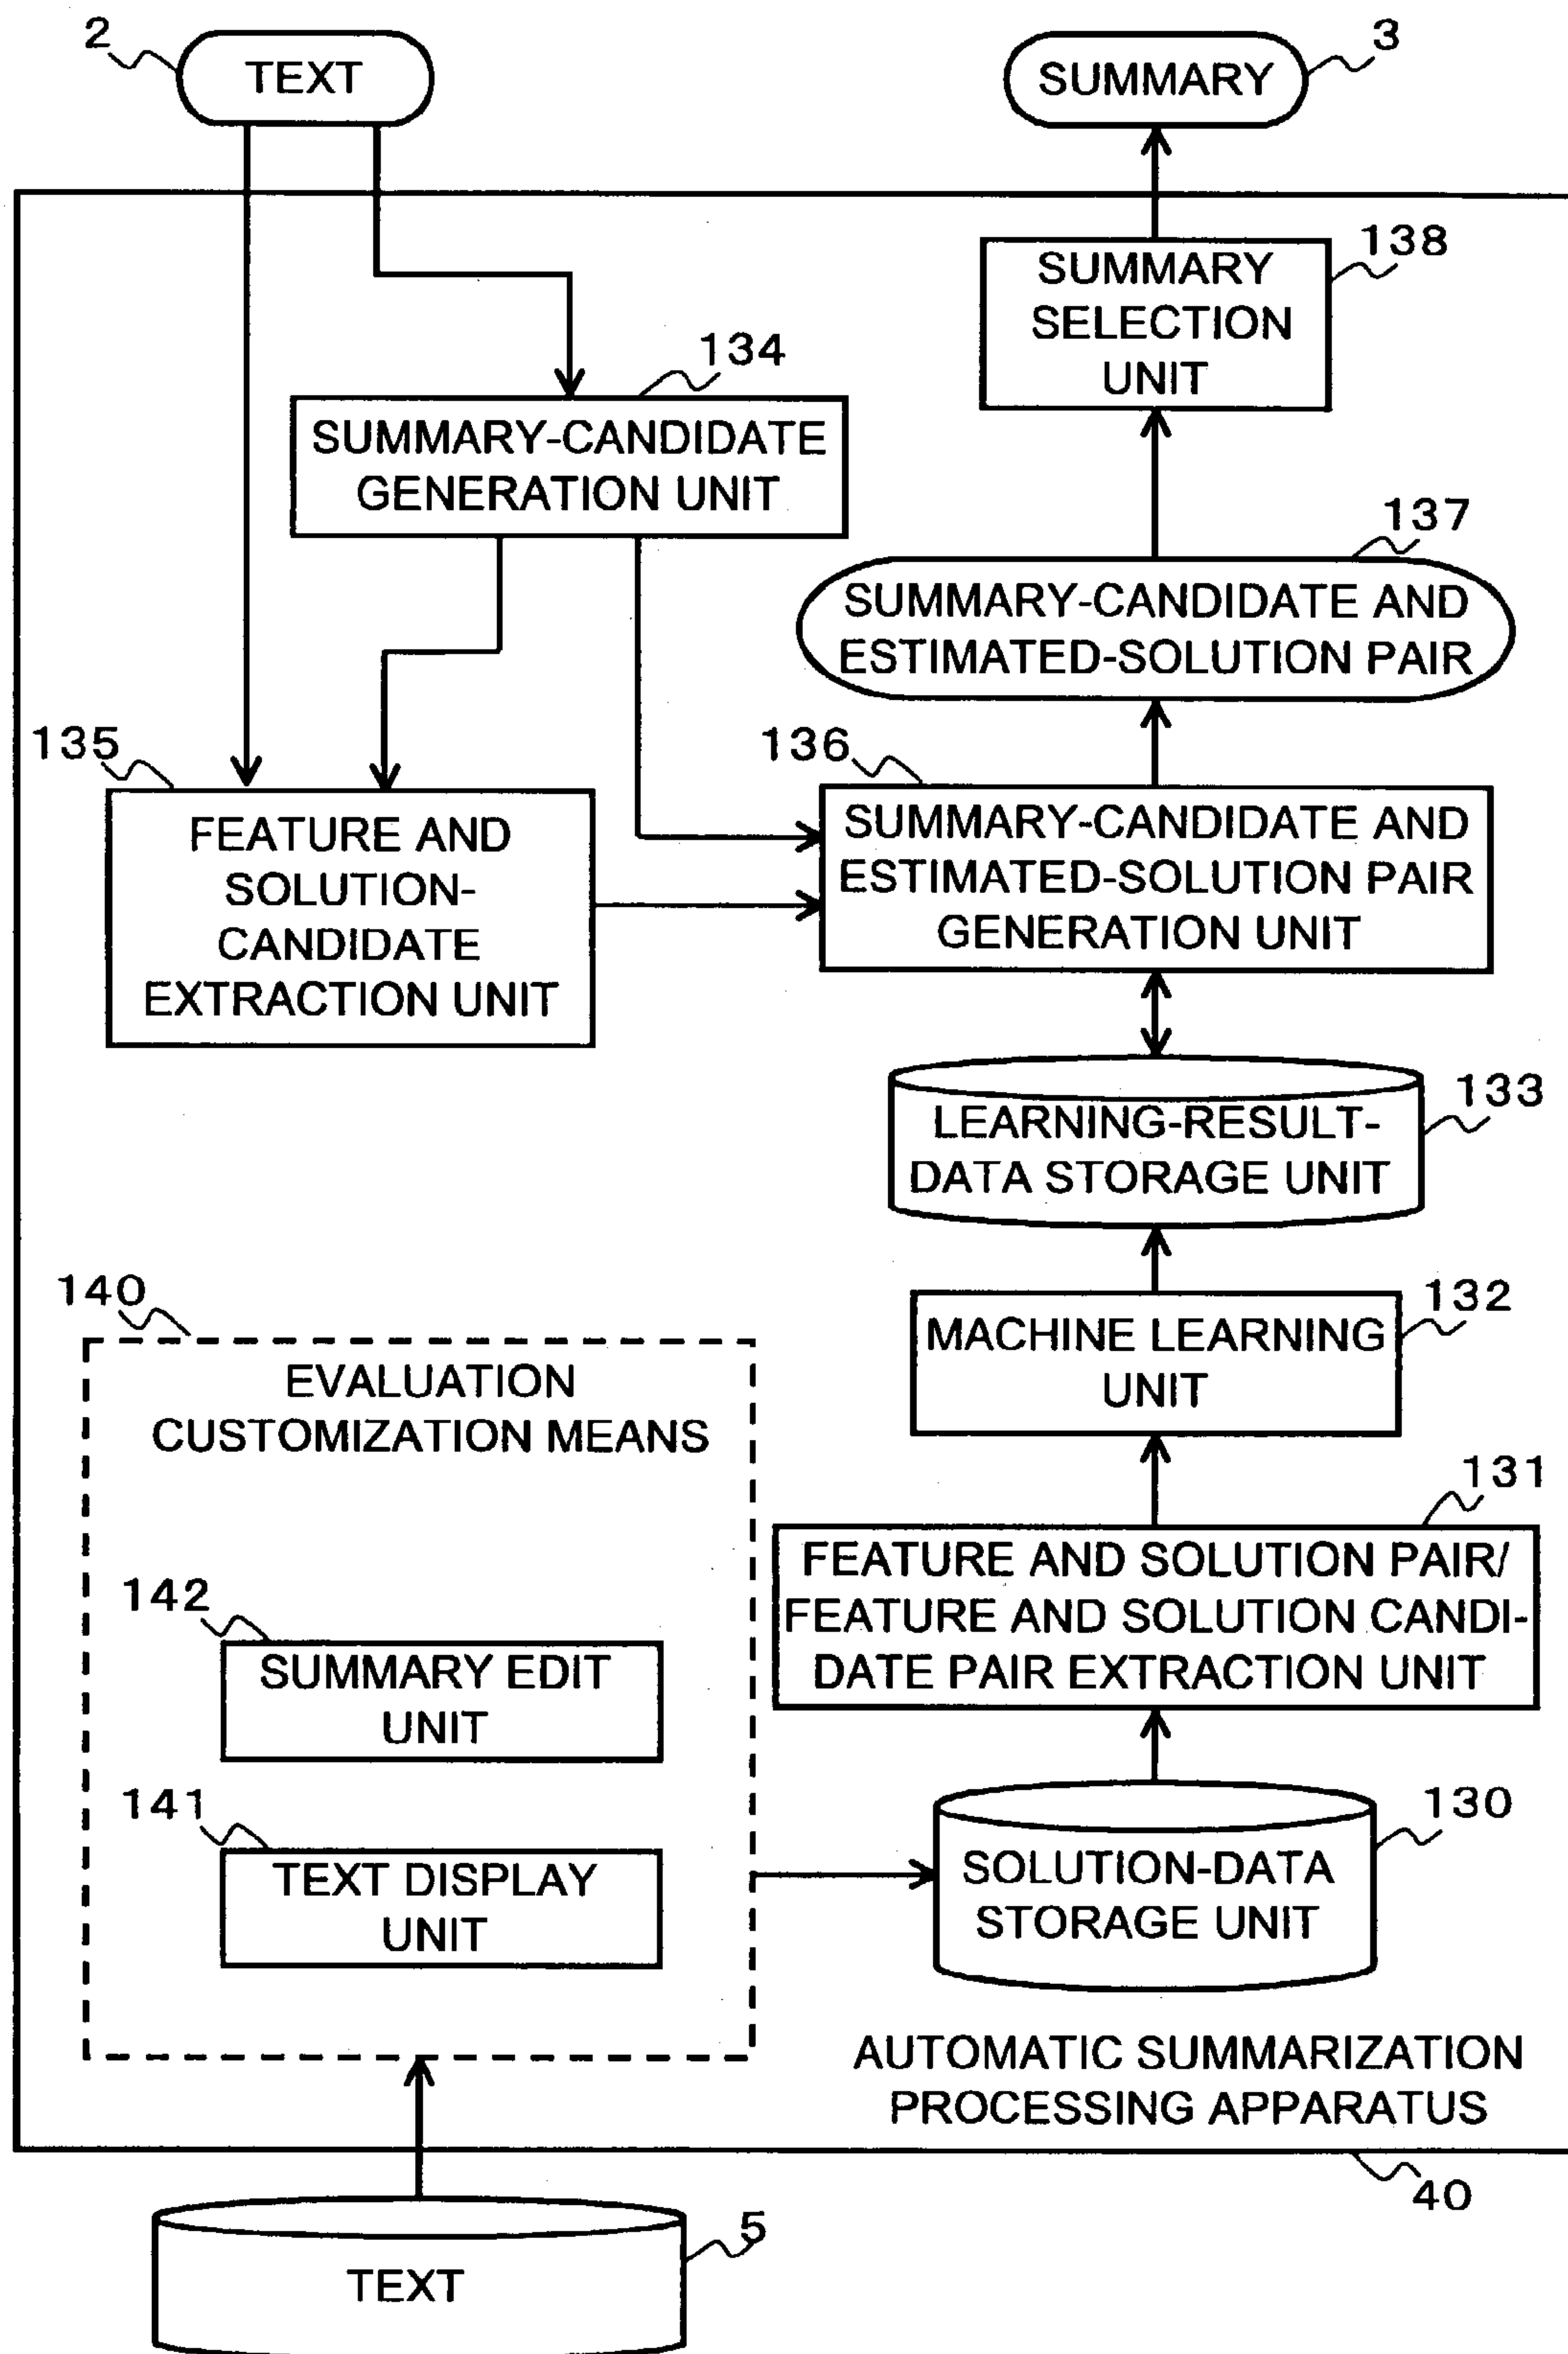 2
TEXT
3
SUMMARY
138
SUMMARY
SELECTION
UNIT
134
SUMMARY-CANDIDATE
GENERATION UNIT
137
SUMMARY-CANDIDATE AND
ESTIMATED-SOLUTION PAIR
135
FEATURE AND
SOLUTION-
CANDIDATE
EXTRACTION UNIT
136
SUMMARY-CANDIDATE AND
ESTIMATED-SOLUTION PAIR
GENERATION UNIT
133
LEARNING-RESULT-
DATA STORAGE UNIT
140
EVALUATION
CUSTOMIZATION MEANS
132
MACHINE LEARNING
UNIT
131
FEATURE AND SOLUTION PAIR/
FEATURE AND SOLUTION CANDI-
DATE PAIR EXTRACTION UNIT
142
SUMMARY EDIT
UNIT
141
TEXT DISPLAY
UNIT
130
SOLUTION-DATA
STORAGE UNIT
AUTOMATIC SUMMARIZATION
PROCESSING APPARATUS
40
5
TEXT